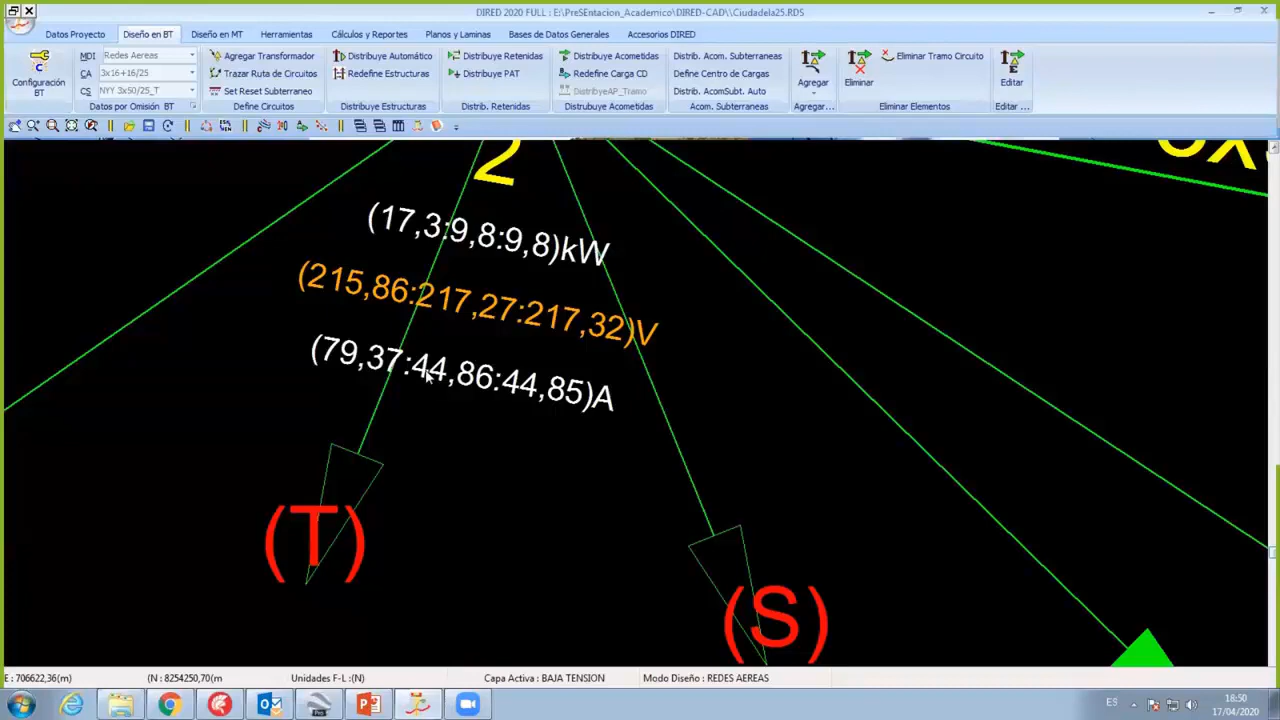 DIRED 2020 FULL : E:\PreSEntacion_Academico\DIRED-CAD\\Ciudadela25.RDS
Datos Proyecto
Diseño en BT
Diseño en MT
Herramientas
Cálculos y Reportes
Planos y Laminas
Bases de Datos Generales
Accesorios DIRED
Configuración
BT
MDI
Redes Aereas
CA
3x16+16/25
CS
NYY 3x50/25_T
Datos por Omisión BT
Agregar Transformador
Trazar Ruta de Circuitos
Set Reset Subterraneo
Define Circuitos
Distribuye Automático
Redefine Estructuras
Distribuye Estructuras
Distribuye Retenidas
Distribuye PAT
Distrib. Retenidas
Distribuye Acometidas
Redefine Carga CD
DistribyeAP_Tramo
Distrubuye Acometidas
Distrib. Acom. Subterraneas
Define Centro de Cargas
Distrib. AcomSubt. Auto
Acom. Subterraneas
Agregar
Agregar...
Eliminar
Eliminar Tramo Circuito
Eliminar Elementos
Editar
Editar ...
2
(17,3:9,8:9,8)kW
(215,86:217,27:217,32)V
(79,37:44,86:44,85)A
(T)
(S)
E : 706622,36(m)
(N : 8254250,70(m)
Unidades F-L :(N)
Capa Activa : BAJA TENSION
Modo Diseño : REDES AEREAS
ES
18:50
17/04/2020